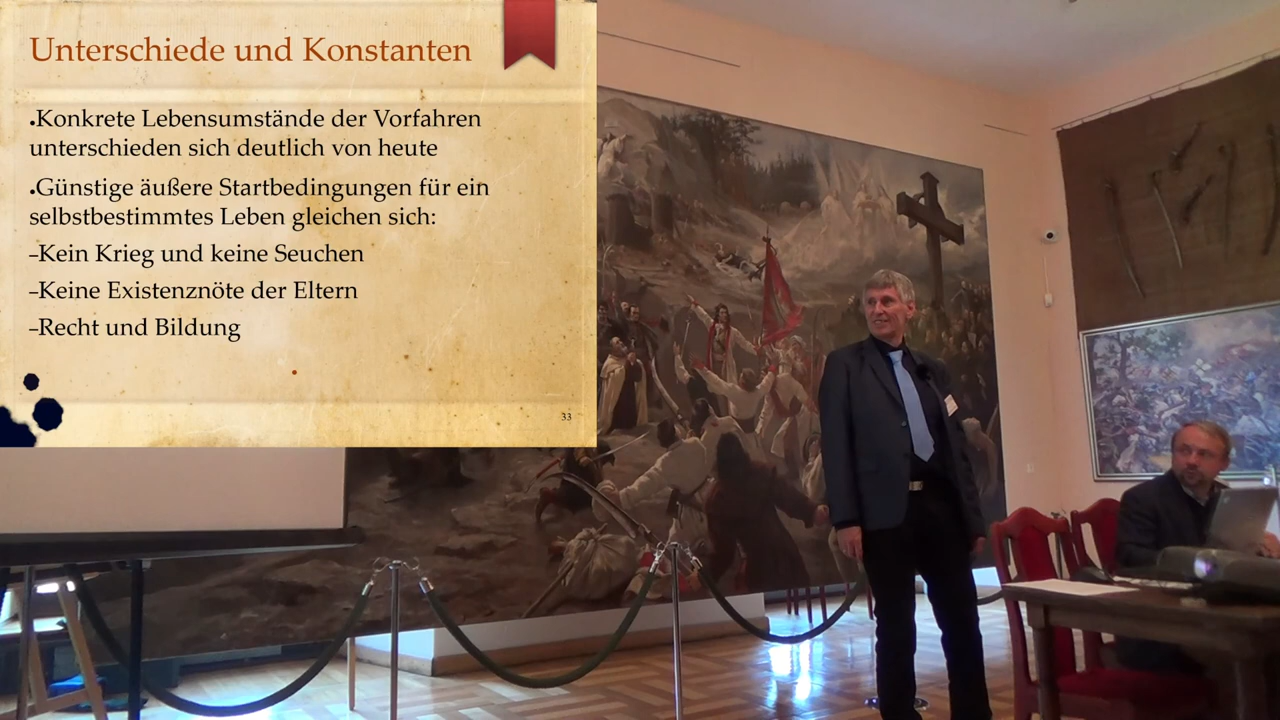 Unterschiede und Konstanten
•Konkrete Lebensumstände der Vorfahren
unterschieden sich deutlich von heute
•Günstige äußere Startbedingungen für ein
selbstbestimmtes Leben gleichen sich:
–Kein Krieg und keine Seuchen
–Keine Existenznöte der Eltern
–Recht und Bildung
33